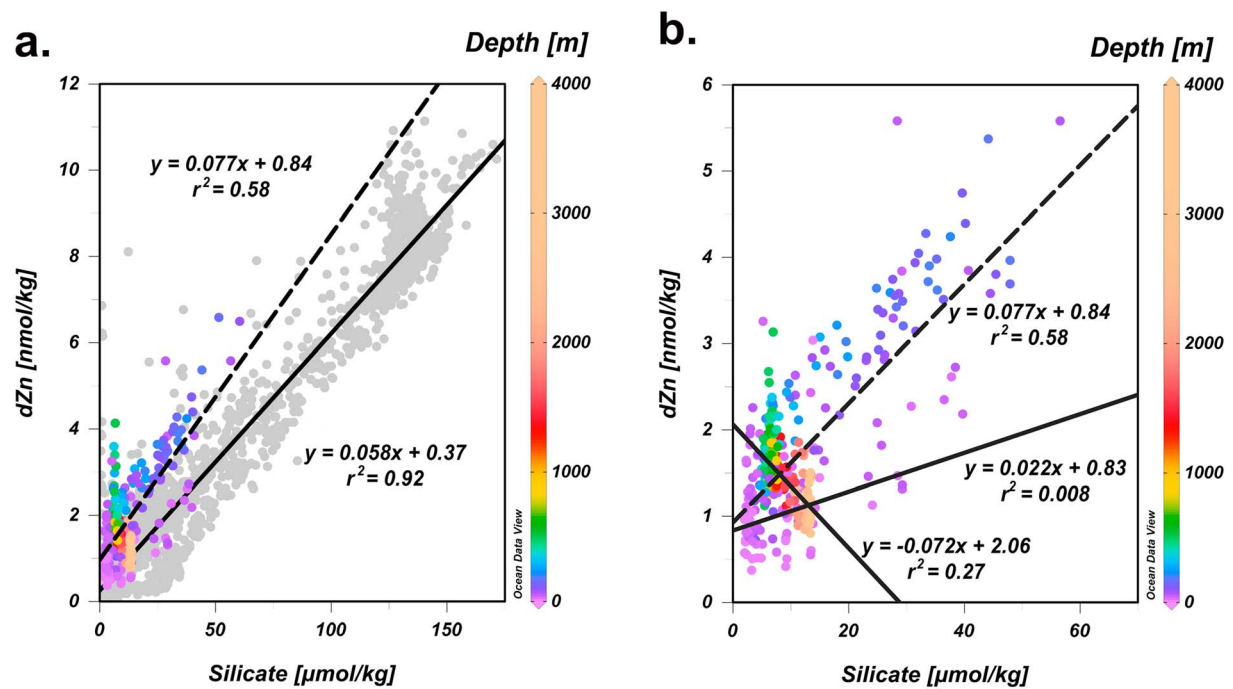 a.
Depth [m]
12
10
8
6
4
2
0
dZn [nmol/kg]
y = 0.077x + 0.84
r² = 0.58
y = 0.058x + 0.37
r² = 0.92
0
50
100
150
Silicate [µmol/kg]
4000
3000
2000
1000
0
Ocean Data View
b.
Depth [m]
6
5
4
3
2
1
0
dZn [nmol/kg]
y = 0.077x + 0.84
r² = 0.58
y = 0.022x + 0.83
r² = 0.008
y = -0.072x + 2.06
r² = 0.27
0
20
40
60
Silicate [µmol/kg]
4000
3000
2000
1000
0
Ocean Data View